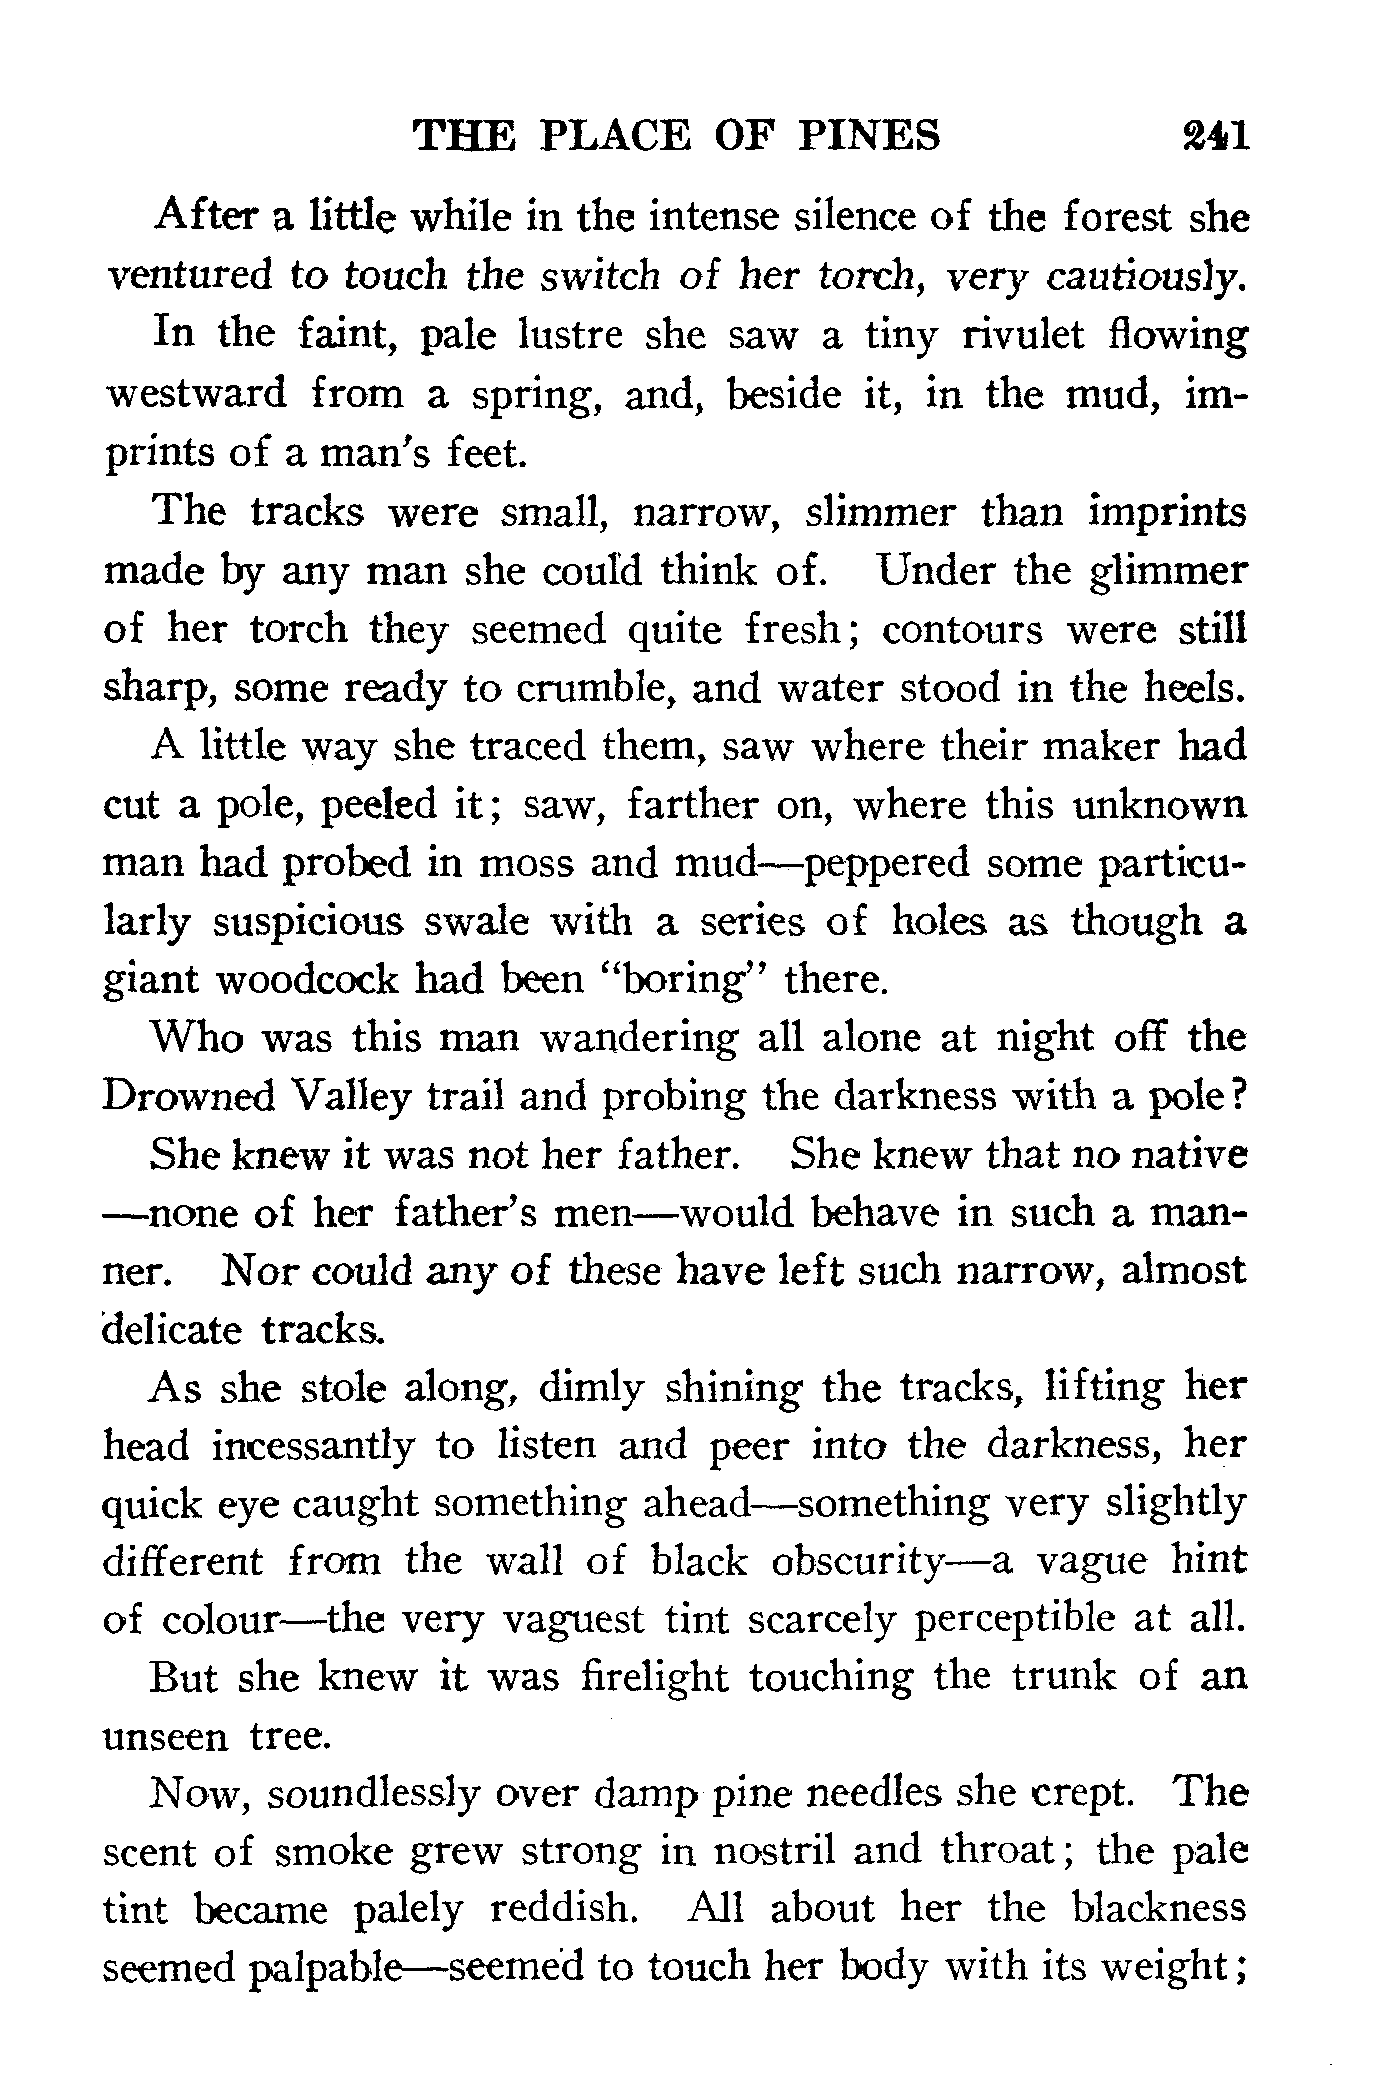 THE PLACE OF PINES 241
After a little while in the intense silence of the forest she
ventured to touch the switch of her torch, very cautiously.
In the faint, pale lustre she saw a tiny rivulet flowing
westward from a spring, and, beside it, in the mud, im-
prints of a man's feet.
The tracks were small, narrow, slimmer than imprints
made by any man she could think of. Under the glimmer
of her torch they seemed quite fresh; contours were still
sharp, some ready to crumble, and water stood in the heels.
A little way she traced them, saw where their maker had
cut a pole, peeled it; saw, farther on, where this unknown
man had probed in moss and mud—peppered some particu-
larly suspicious swale with a series of holes as though a
giant woodcock had been "boring" there.
Who was this man wandering all alone at night off the
Drowned Valley trail and probing the darkness with a pole?
She knew it was not her father. She knew that no native
—none of her father's men—would behave in such a man-
ner. Nor could any of these have left such narrow, almost
delicate tracks.
As she stole along, dimly shining the tracks, lifting her
head incessantly to listen and peer into the darkness, her
quick eye caught something ahead—something very slightly
different from the wall of black obscurity—a vague hint
of colour—the very vaguest tint scarcely perceptible at all.
But she knew it was firelight touching the trunk of an
unseen tree.
Now, soundlessly over damp pine needles she crept. The
scent of smoke grew strong in nostril and throat; the pale
tint became palely reddish. All about her the blackness
seemed palpable—seemed to touch her body with its weight;